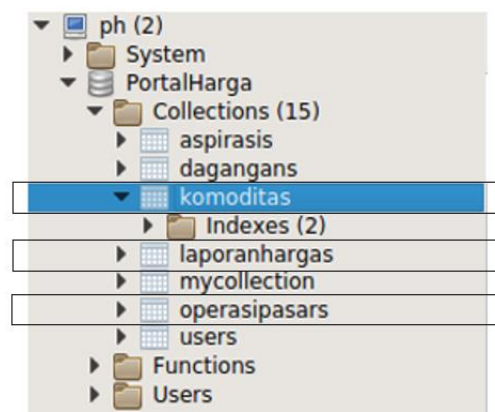 ph (2)
System
PortalHarga
Collections (15)
aspirasis
dagangans
komoditas
Indexes (2)
laporanhargas
mycollection
operasipasars
users
Functions
Users